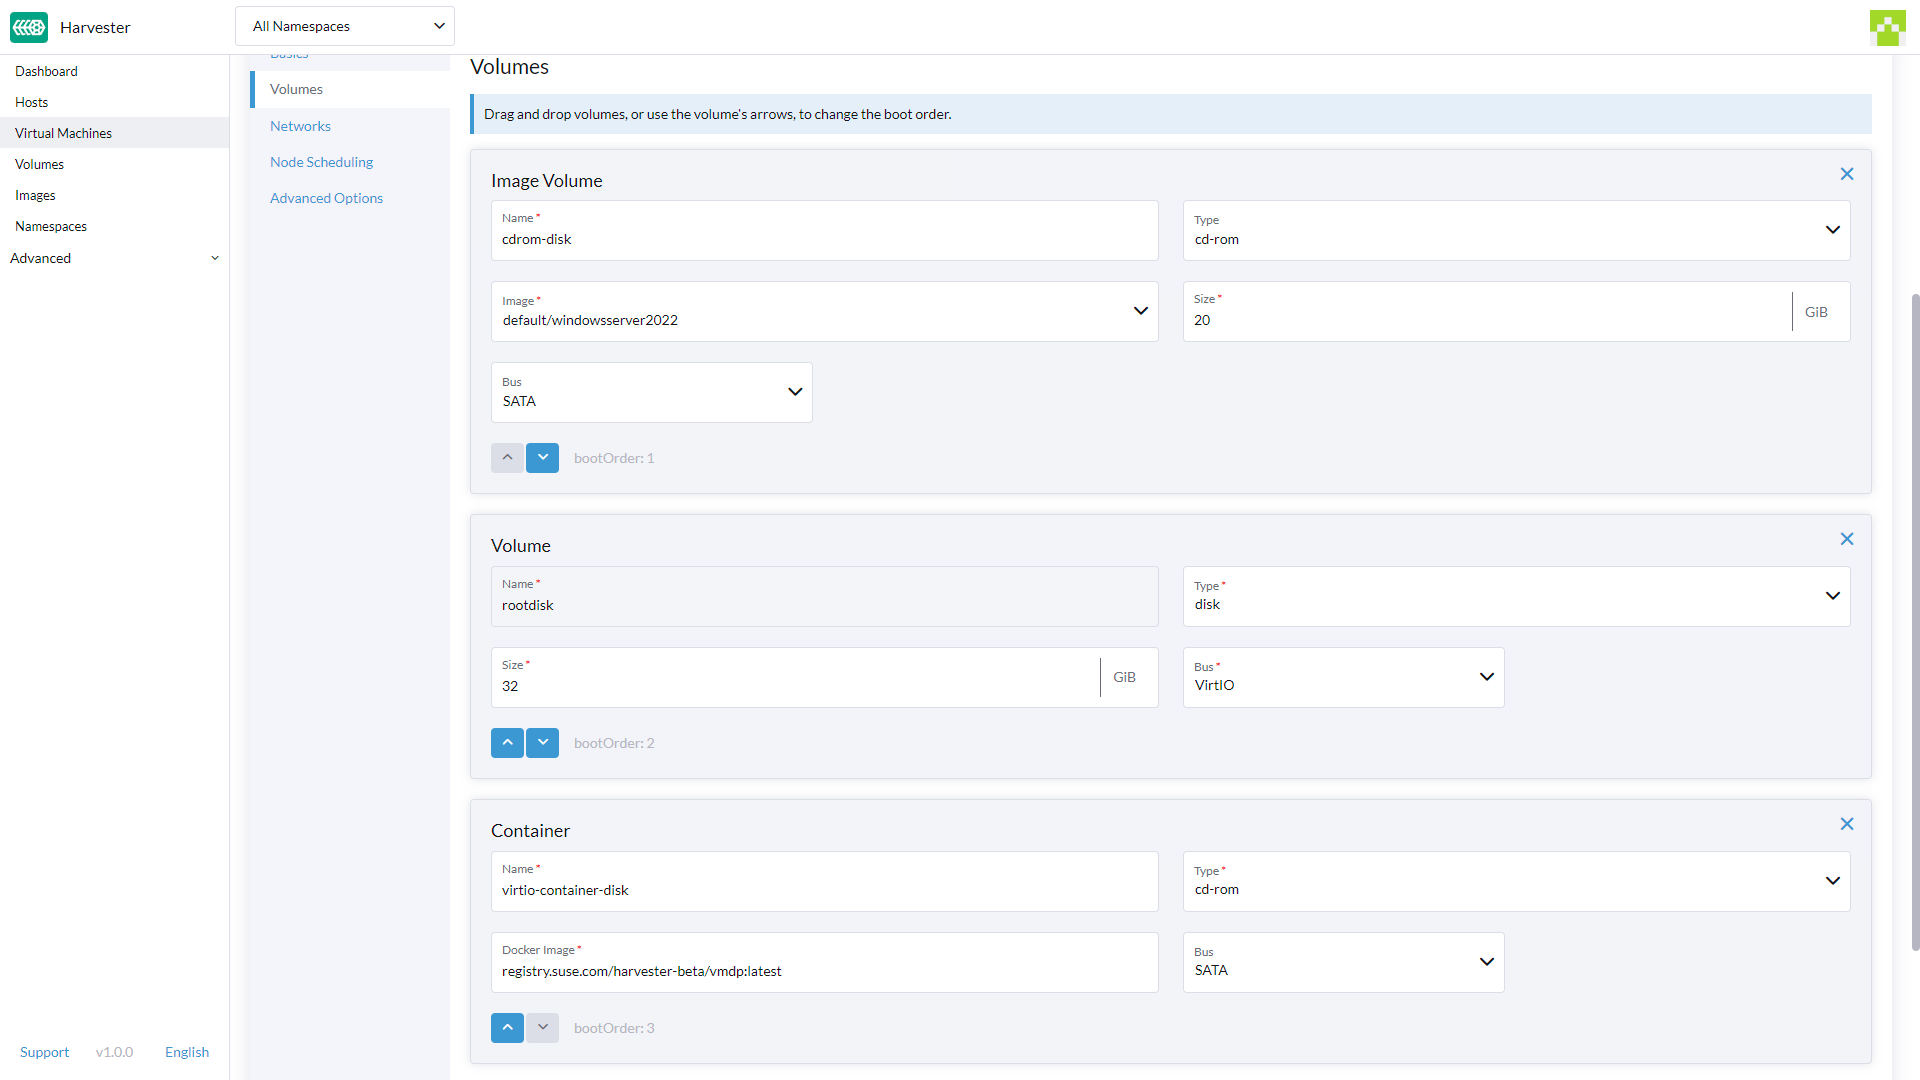 Harvester
All Namespaces
Dashboard
Hosts
Virtual Machines
Volumes
Images
Namespaces
Advanced
Support
v1.0.0
English
Basics
Volumes
Networks
Node Scheduling
Advanced Options
Volumes
Drag and drop volumes, or use the volume's arrows, to change the boot order.
Image Volume
Name *
cdrom-disk
Type
cd-rom
Image *
default/windowsserver2022
Size *
20
GiB
Bus
SATA
bootOrder: 1
Volume
Name *
rootdisk
Type *
disk
Size *
32
GiB
Bus *
VirtIO
bootOrder: 2
Container
Name *
virtio-container-disk
Type *
cd-rom
Docker Image *
registry.suse.com/harvester-beta/vmdp:latest
Bus
SATA
bootOrder: 3